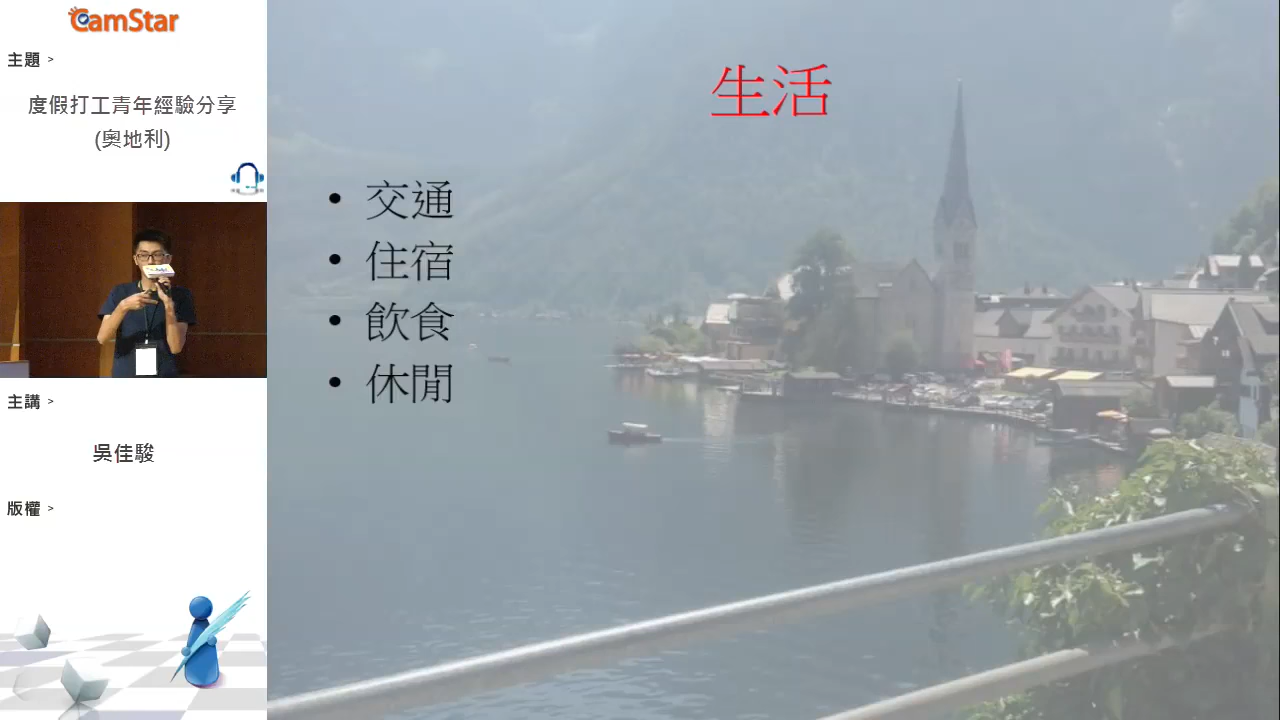 CamStar
主題 >
度假打工青年經驗分享
(奧地利)
主講 >
吳佳駿
版權 >
生活
• 交通
• 住宿
• 飲食
• 休閒